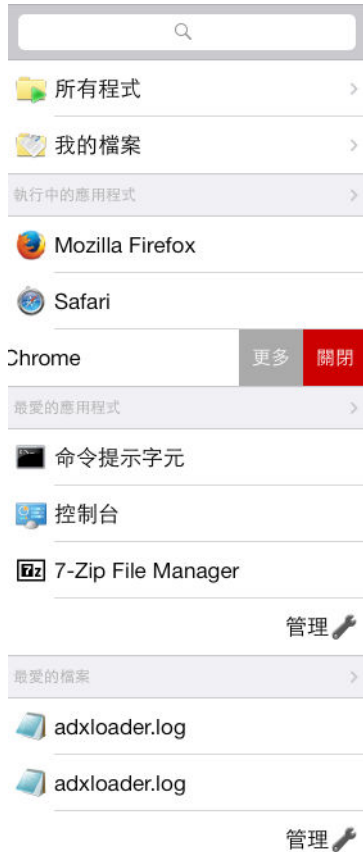 所有程式
我的檔案
執行中的應用程式
Mozilla Firefox
Safari
Chrome
更多
關閉
最愛的應用程式
命令提示字元
控制台
7z
7-Zip File Manager
管理
最愛的檔案
adxloader.log
adxloader.log
管理